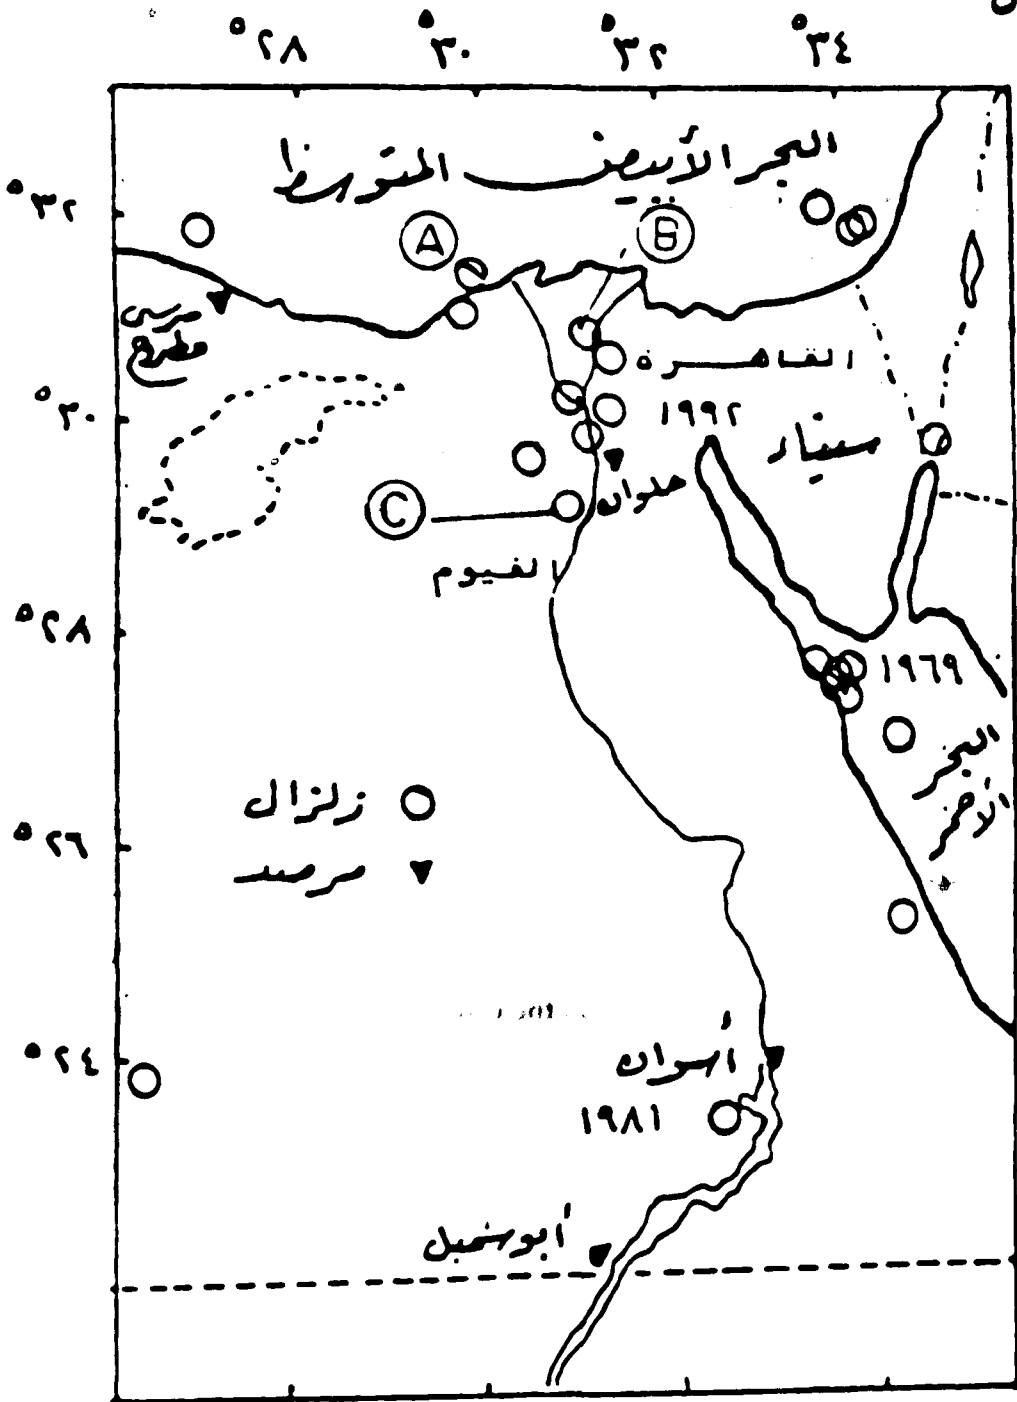 °٢٨ °٣٠ °٣٢ °٣٤
البحر الأبيض المتوسط
°٣٢
A
B
مرسى
مطروح
القاهرة
°٣٠
١٩٩٢
سيناء
حلوان
C
الفيوم
°٢٨
١٩٦٩
البحر
الأحمر
زلزال
°٢٦
مرصد
°٢٤
أسوان
١٩٨١
أبو سمبل